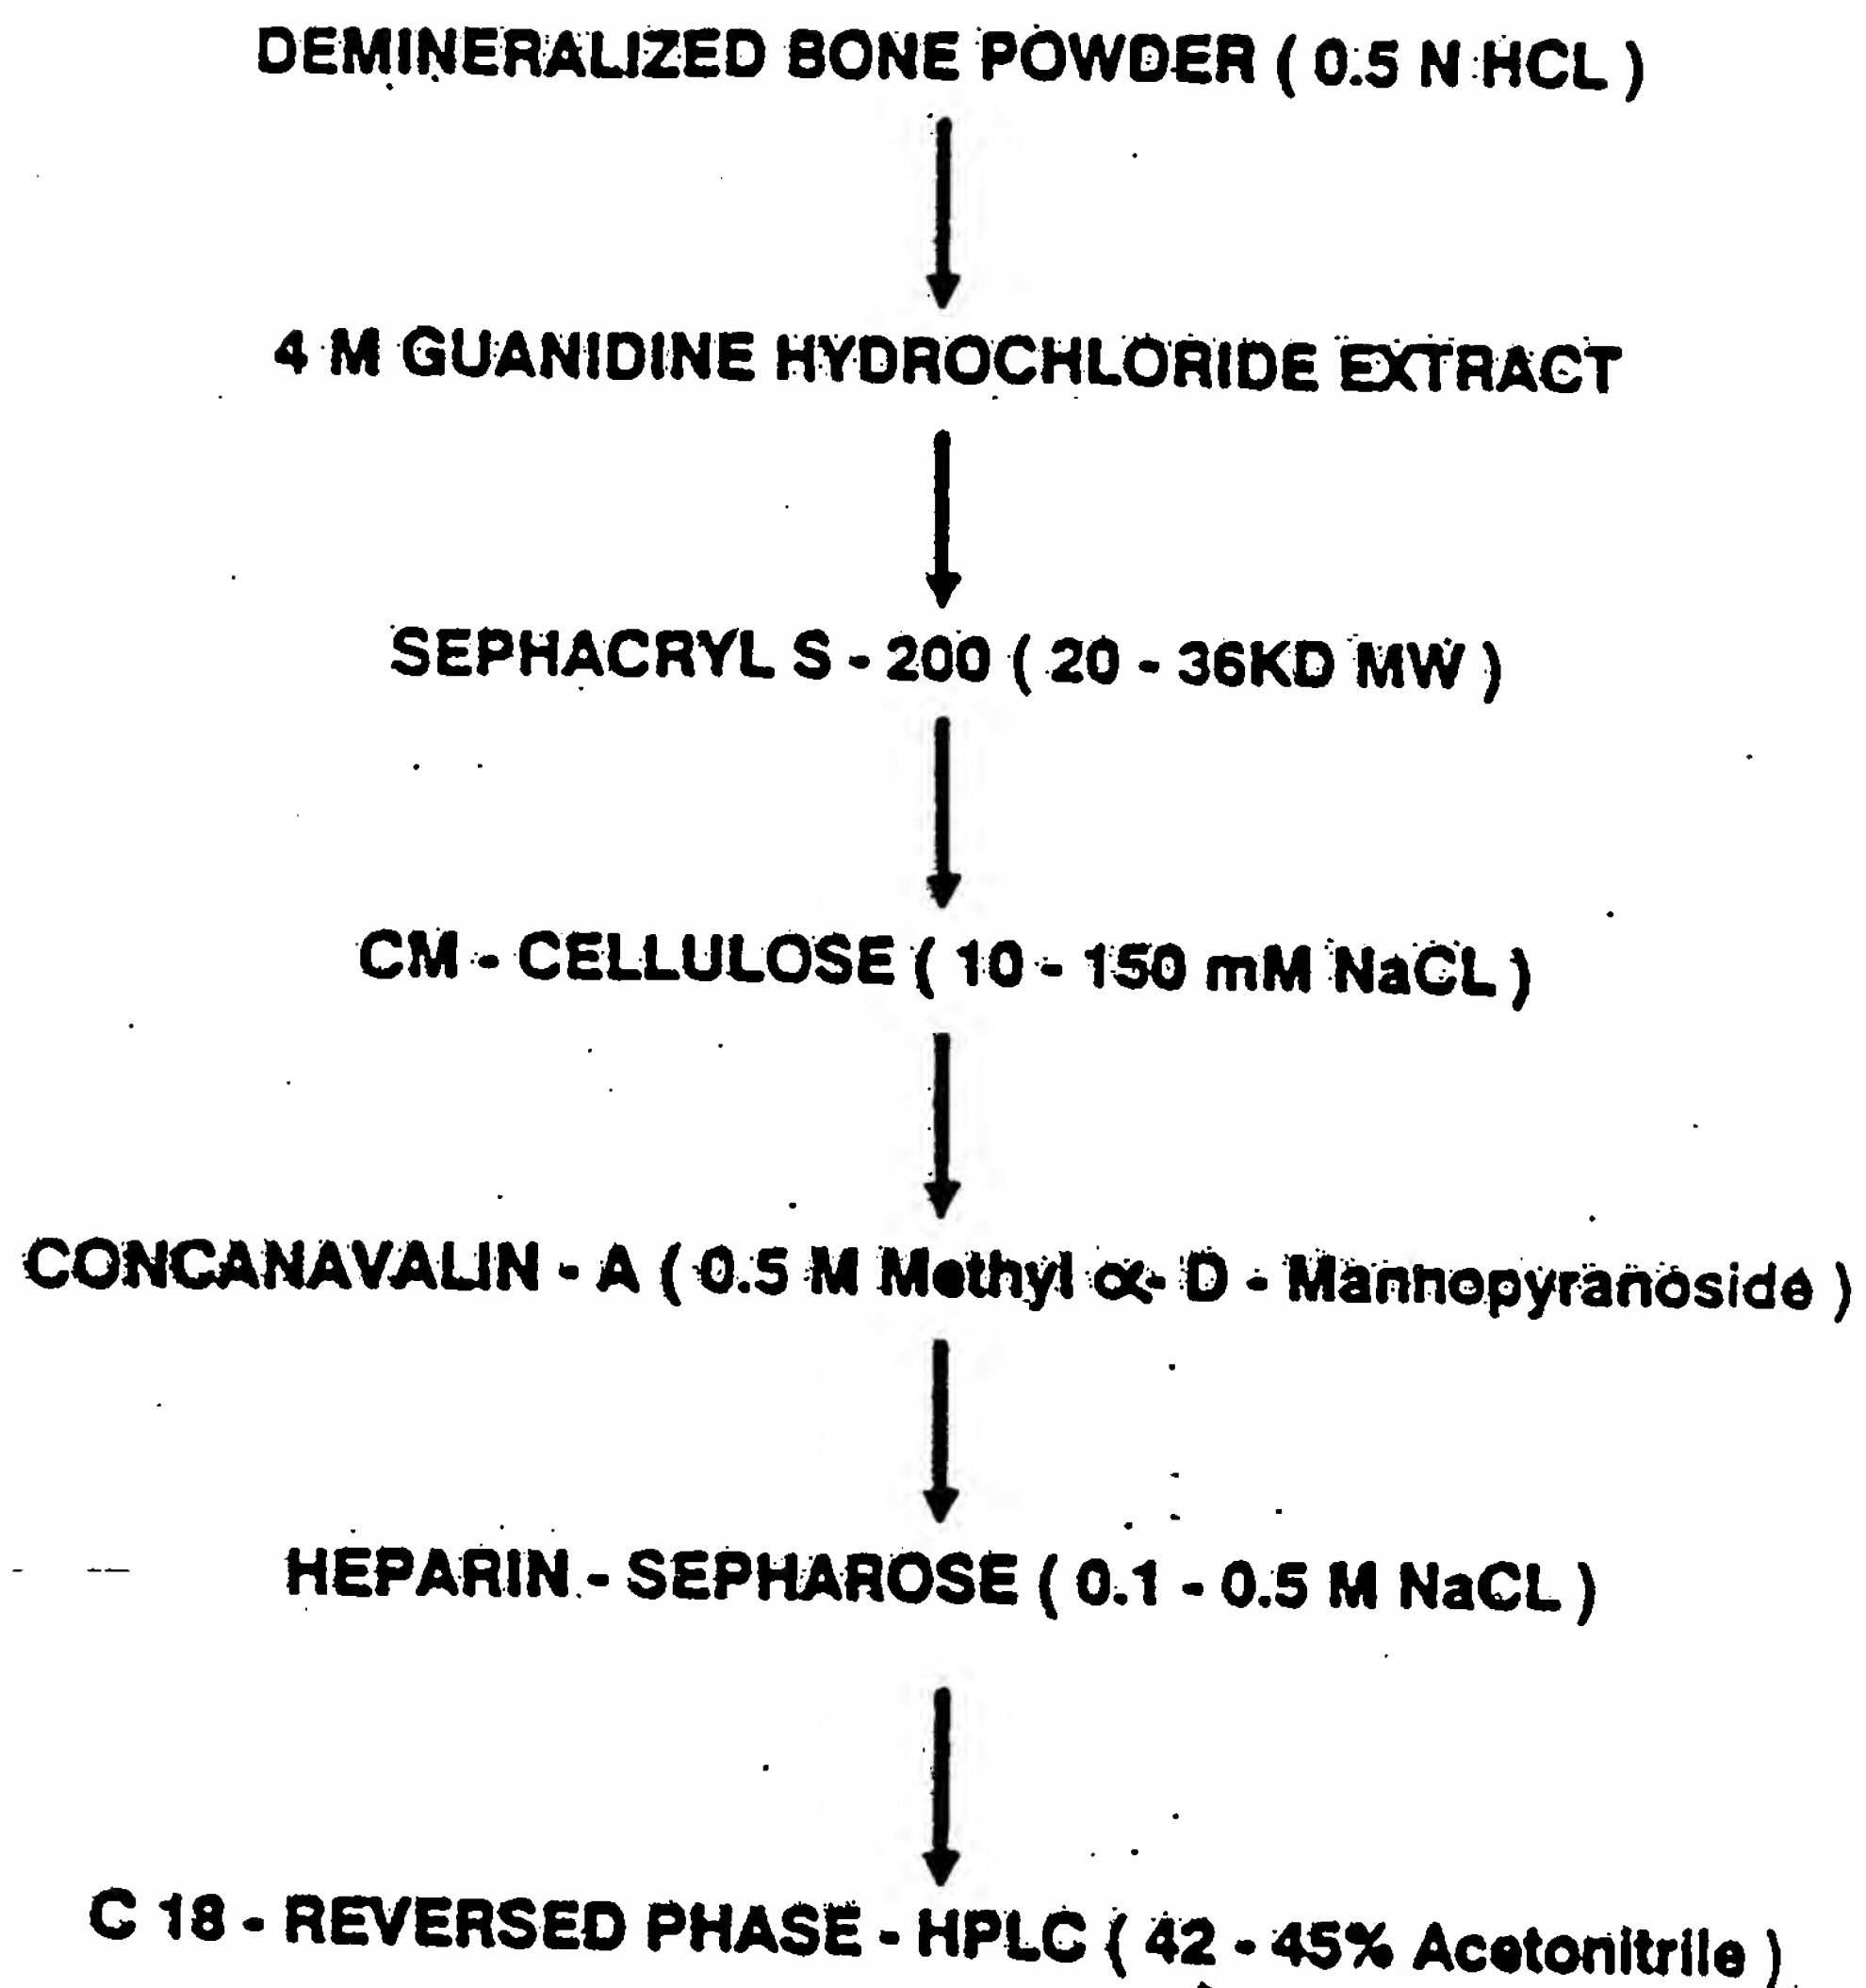 DEMINERALIZED BONE POWDER ( 0.5 N HCL )
4 M GUANIDINE HYDROCHLORIDE EXTRACT
SEPHACRYL S - 200 ( 20 - 36KD MW )
CM - CELLULOSE ( 10 - 150 mM NaCL )
CONCANAVALIN - A ( 0.5 M Methyl α- D - Mannopyranoside )
HEPARIN - SEPHAROSE ( 0.1 - 0.5 M NaCL )
C 18 - REVERSED PHASE - HPLC ( 42 - 45% Acetonitrile )